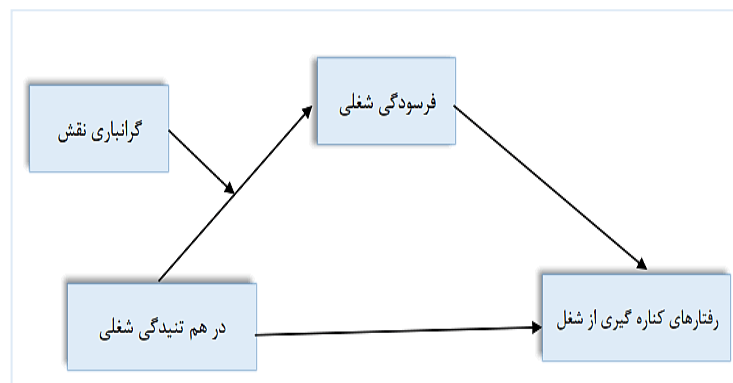 فرسودگی شغلی
گرانباری نقش
در هم تنیدگی شغلی
رفتارهای کناره گیری از شغل